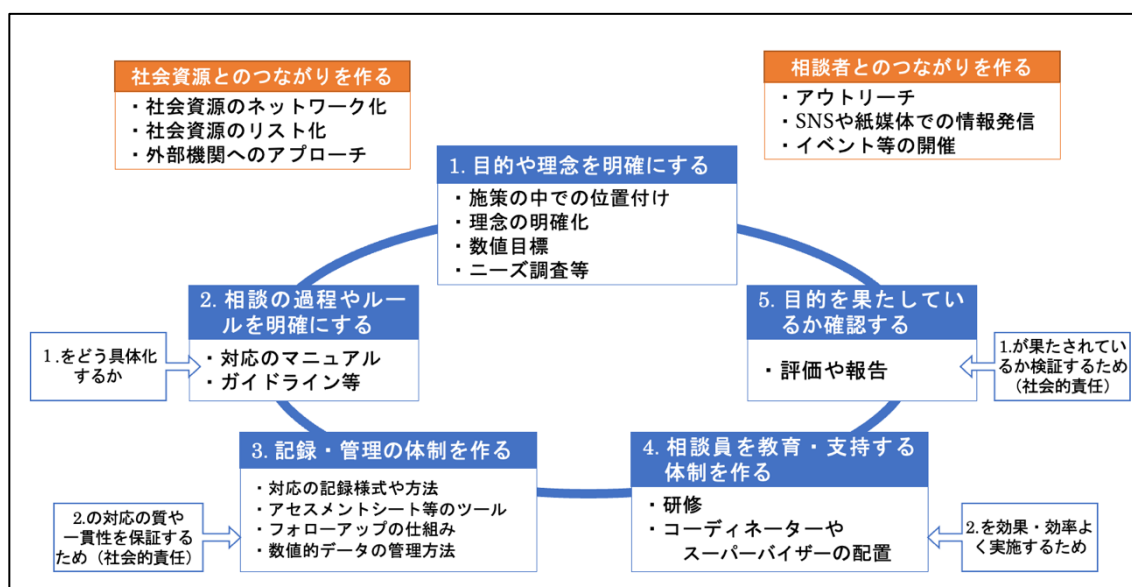 社会資源とのつながりを作る
・社会資源のネットワーク化
・社会資源のリスト化
・外部機関へのアプローチ
相談者とのつながりを作る
・アウトリーチ
・SNSや紙媒体での情報発信
・イベント等の開催
1. 目的や理念を明確にする
・施策の中での位置付け
・理念の明確化
・数値目標
・ニーズ調査等
2. 相談の過程やルー
ルを明確にする
・対応のマニュアル
・ガイドライン等
1.をどう具体化
するか
5. 目的を果たしてい
るか確認する
・評価や報告
1.が果たされてい
るか検証するため
（社会的責任）
3. 記録・管理の体制を作る
・対応の記録様式や方法
・アセスメントシート等のツール
・フォローアップの仕組み
・数値的データの管理方法
2.の対応の質や
一貫性を保証する
ため（社会的責任）
4. 相談員を教育・支持する
体制を作る
・研修
・コーディネーターや
スーパーバイザーの配置
2.を効果・効率よ
く実施するため